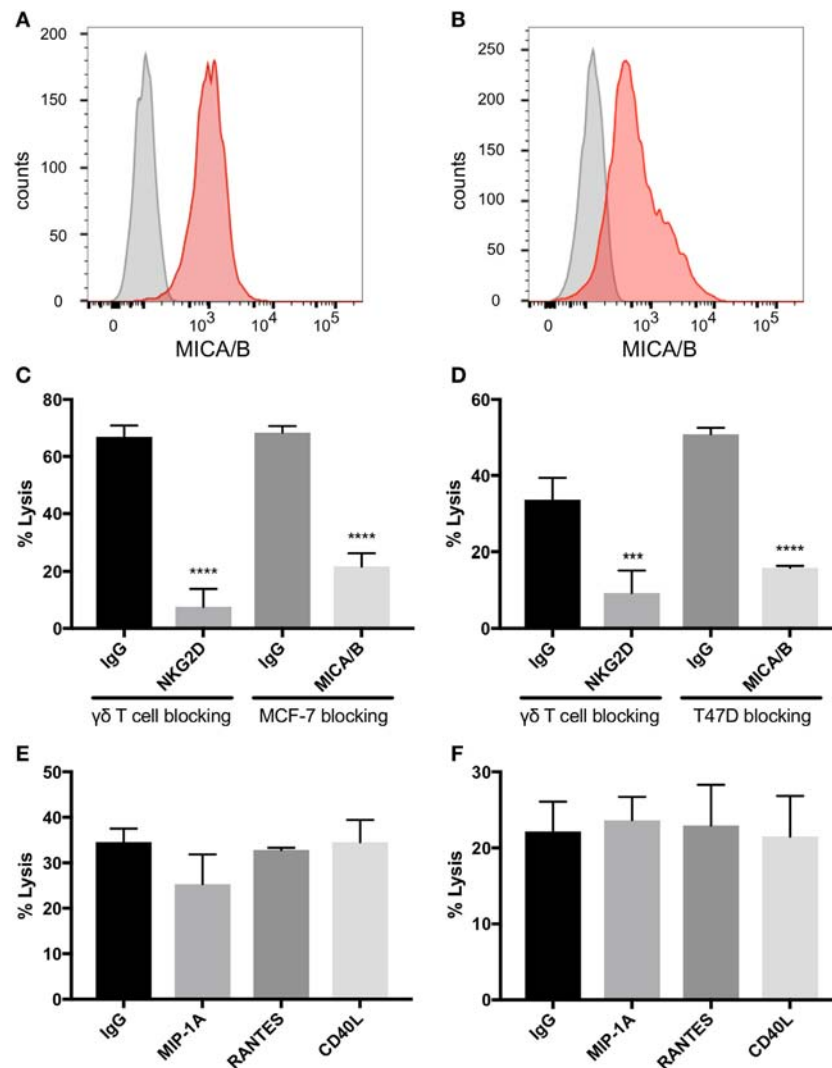 A
200
150
100
50
0
counts
0 10³ 10⁴ 10⁵
MICA/B
B
250
200
150
100
50
0
counts
0 10³ 10⁴ 10⁵
MICA/B
C
80
60
40
20
0
% Lysis
**** ****
IgG NKG2D IgG MICA/B
γδ T cell blocking MCF-7 blocking
D
60
40
20
0
% Lysis
*** ****
IgG NKG2D IgG MICA/B
γδ T cell blocking T47D blocking
E
50
40
30
20
10
0
% Lysis
IgG MIP-1A RANTES CD40L
F
30
20
10
0
% Lysis
IgG MIP-1A RANTES CD40L